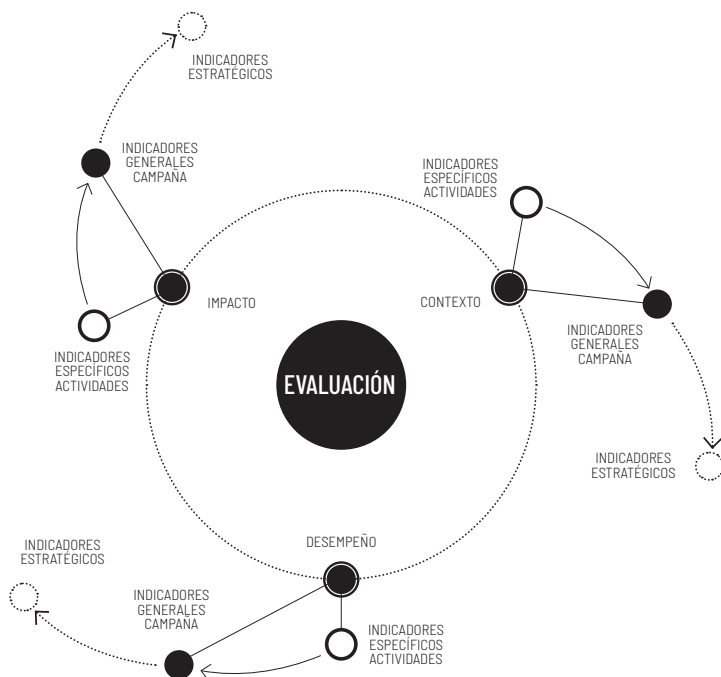 INDICADORES
ESTRATÉGICOS
INDICADORES
GENERALES
CAMPAÑA
INDICADORES
ESPECÍFICOS
ACTIVIDADES
IMPACTO
CONTEXTO
INDICADORES
GENERALES
CAMPAÑA
INDICADORES
ESPECÍFICOS
ACTIVIDADES
EVALUACIÓN
INDICADORES
ESTRATÉGICOS
DESEMPEÑO
INDICADORES
ESTRATÉGICOS
INDICADORES
GENERALES
CAMPAÑA
INDICADORES
ESPECÍFICOS
ACTIVIDADES